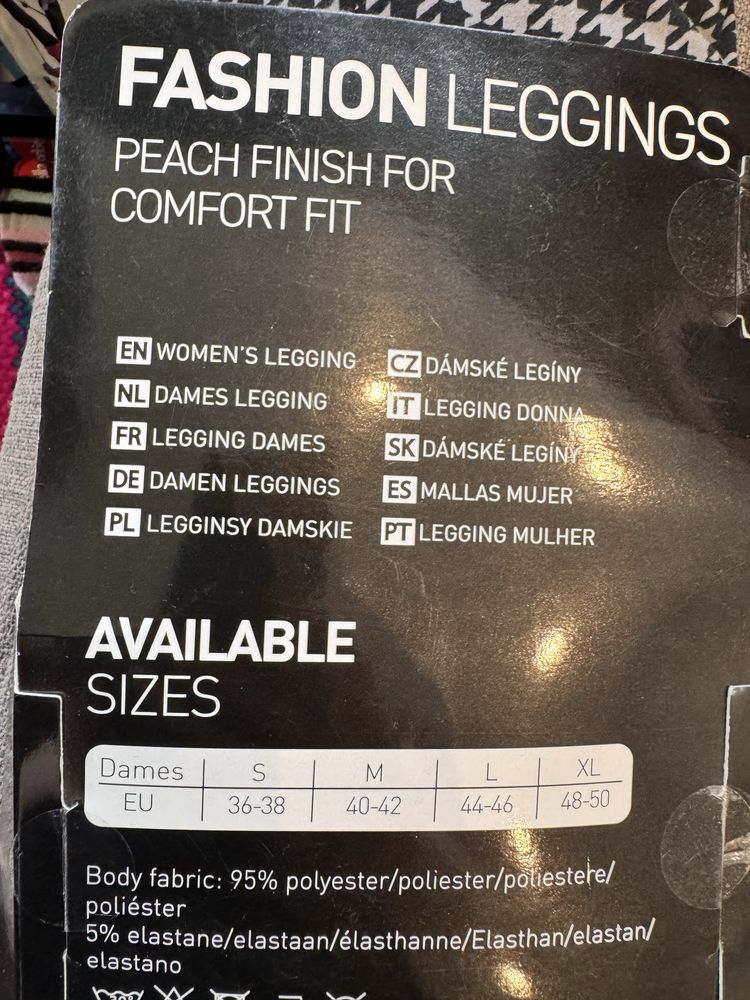 FASHION LEGGINGS
PEACH FINISH FOR
COMFORT FIT
EN WOMEN'S LEGGING
NL DAMES LEGGING
FR LEGGING DAMES
DE DAMEN LEGGINGS
PL LEGGINSY DAMSKIE
CZ DÁMSKÉ LEGÍNY
IT LEGGING DONNA
SK DÁMSKÉ LEGÍNY
ES MALLAS MUJER
PT LEGGING MULHER
AVAILABLE
SIZES
Dames S M L XL
EU 36-38 40-42 44-46 48-50
Body fabric: 95% polyester/poliester/poliestere/
poliéster
5% elastane/elastaan/élasthanne/Elasthan/elastan/
elastano